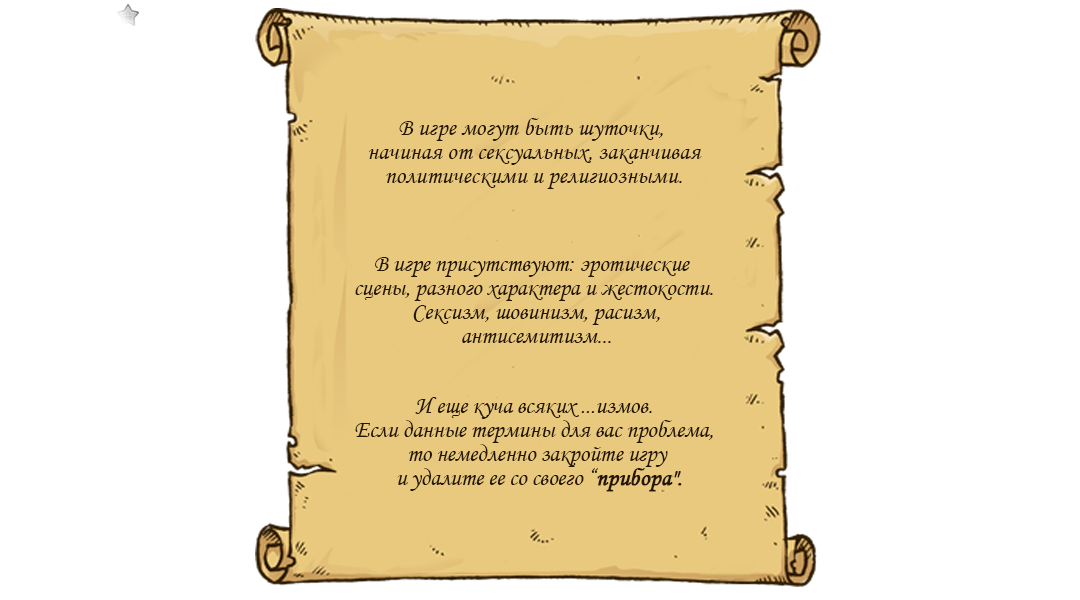 В игре могут быть шуточки,
начиная от сексуальных, заканчивая
политическими и религиозными.
В игре присутствуют: эротические
сцены, разного характера и жестокости.
Сексизм, шовинизм, расизм,
антисемитизм...
И еще куча всяких ...измов.
Если данные термины для вас проблема,
то немедленно закройте игру
и удалите ее со своего “прибора".